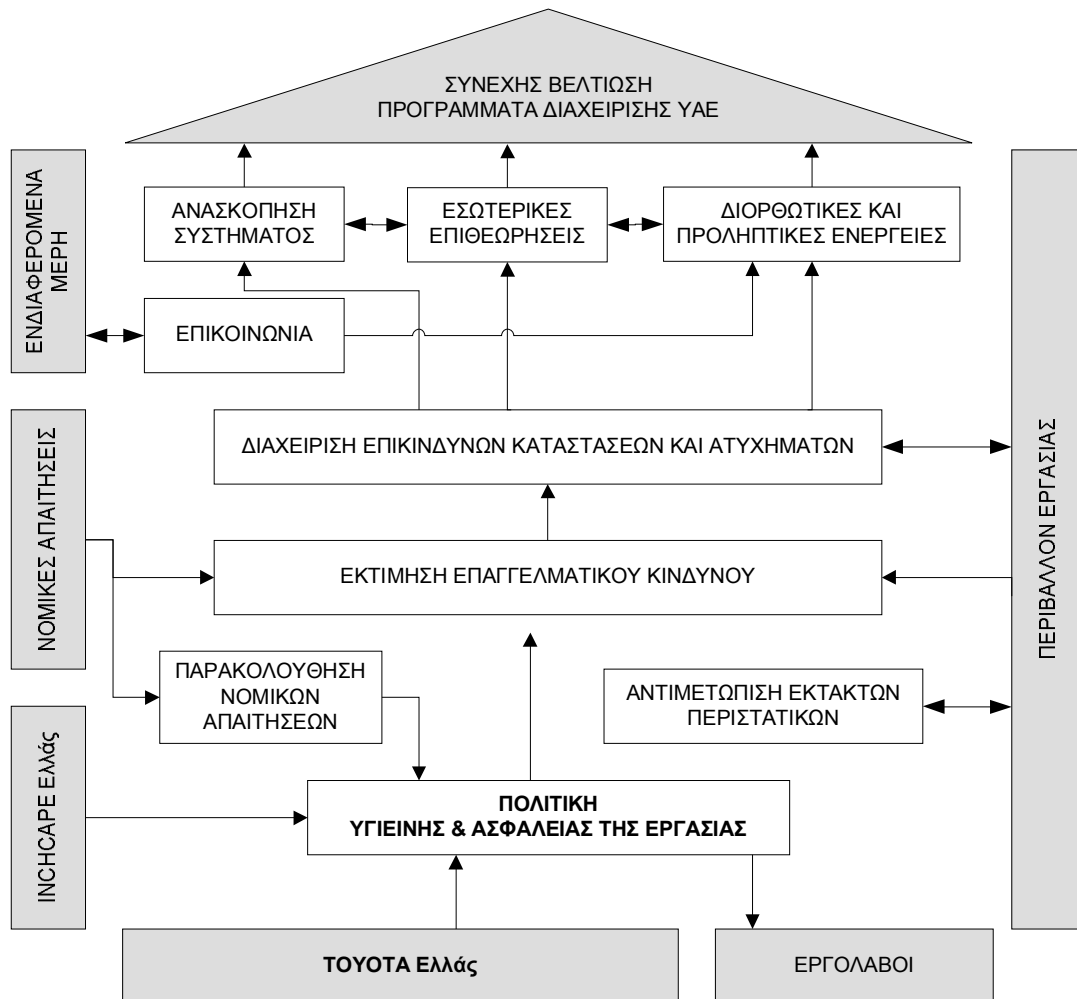 ΣΥΝΕΧΗΣ ΒΕΛΤΙΩΣΗ
ΠΡΟΓΡΑΜΜΑΤΑ ΔΙΑΧΕΙΡΙΣΗΣ ΥΑΕ
ΕΝΔΙΑΦΕΡΟΜΕΝΑ
ΜΕΡΗ
ΑΝΑΣΚΟΠΗΣΗ
ΣΥΣΤΗΜΑΤΟΣ
ΕΣΩΤΕΡΙΚΕΣ
ΕΠΙΘΕΩΡΗΣΕΙΣ
ΔΙΟΡΘΩΤΙΚΕΣ ΚΑΙ
ΠΡΟΛΗΠΤΙΚΕΣ ΕΝΕΡΓΕΙΕΣ
ΕΠΙΚΟΙΝΩΝΙΑ
ΠΕΡΙΒΑΛΛΟΝ ΕΡΓΑΣΙΑΣ
ΝΟΜΙΚΕΣ ΑΠΑΙΤΗΣΕΙΣ
ΔΙΑΧΕΙΡΙΣΗ ΕΠΙΚΙΝΔΥΝΩΝ ΚΑΤΑΣΤΑΣΕΩΝ ΚΑΙ ΑΤΥΧΗΜΑΤΩΝ
ΕΚΤΙΜΗΣΗ ΕΠΑΓΓΕΛΜΑΤΙΚΟΥ ΚΙΝΔΥΝΟΥ
ΠΑΡΑΚΟΛΟΥΘΗΣΗ
ΝΟΜΙΚΩΝ
ΑΠΑΙΤΗΣΕΩΝ
ΑΝΤΙΜΕΤΩΠΙΣΗ ΕΚΤΑΚΤΩΝ
ΠΕΡΙΣΤΑΤΙΚΩΝ
INCHCAPE Ελλάς
ΠΟΛΙΤΙΚΗ
ΥΓΙΕΙΝΗΣ & ΑΣΦΑΛΕΙΑΣ ΤΗΣ ΕΡΓΑΣΙΑΣ
TOYOTA Ελλάς
ΕΡΓΟΛΑΒΟΙ